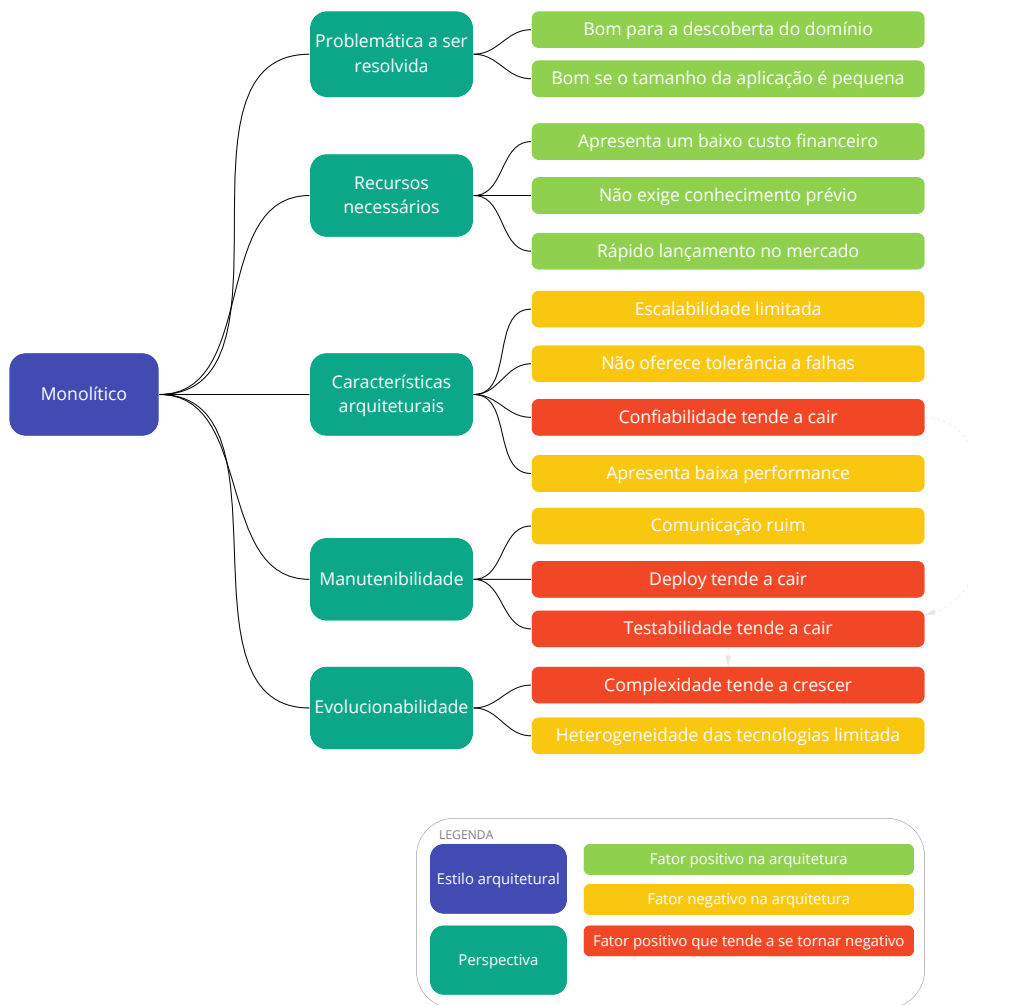 Monolítico
Problemática a ser
resolvida
Bom para a descoberta do domínio
Bom se o tamanho da aplicação é pequena
Recursos
necessários
Apresenta um baixo custo financeiro
Não exige conhecimento prévio
Rápido lançamento no mercado
Características
arquiteturais
Escalabilidade limitada
Não oferece tolerância a falhas
Confiabilidade tende a cair
Apresenta baixa performance
Manutenibilidade
Comunicação ruim
Deploy tende a cair
Testabilidade tende a cair
Evolucionabilidade
Complexidade tende a crescer
Heterogeneidade das tecnologias limitada
LEGENDA
Estilo arquitetural
Perspectiva
Fator positivo na arquitetura
Fator negativo na arquitetura
Fator positivo que tende a se tornar negativo